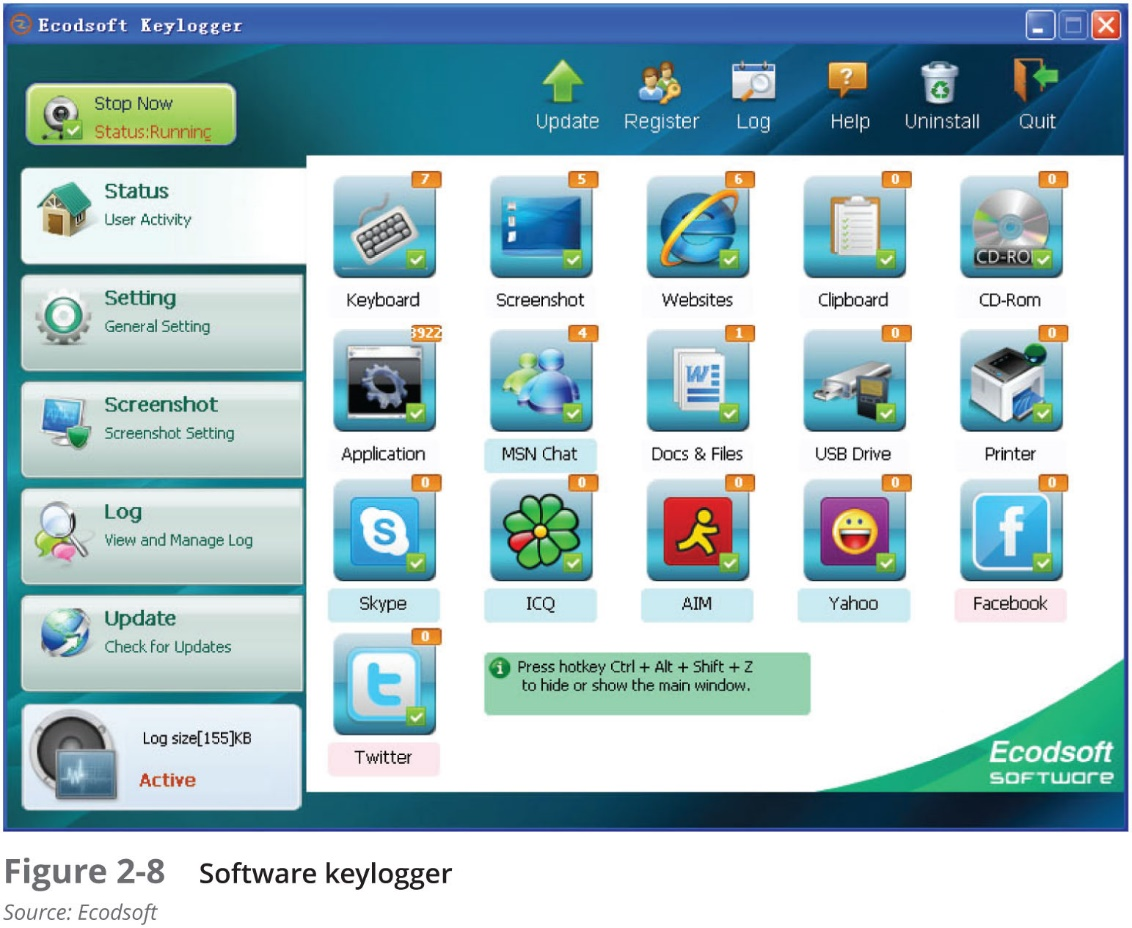 Ecodsoft Keylogger
Stop Now
Status:Running
Update
Register
Log
Help
Uninstall
Quit
Status
User Activity
Setting
General Setting
Screenshot
Screenshot Setting
Log
View and Manage Log
Update
Check for Updates
Log size[155]KB
Active
7
5
6
0
0
CD-RO
Keyboard
Screenshot
Websites
Clipboard
CD-Rom
3922
4
1
0
0
W
Application
MSN Chat
Docs & Files
USB Drive
Printer
0
0
0
0
0
S
f
Skype
ICQ
AIM
Yahoo
Facebook
0
t
Twitter
Press hotkey Ctrl + Alt + Shift + Z
to hide or show the main window.
Ecodsoft
SOFTWARE
Figure 2-8 Software keylogger
Source: Ecodsoft